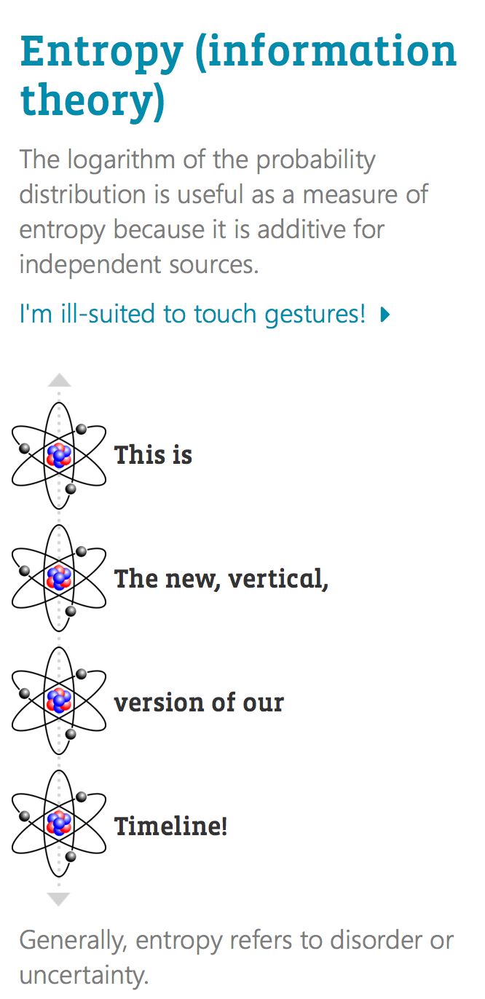 Entropy (information
theory)
The logarithm of the probability
distribution is useful as a measure of
entropy because it is additive for
independent sources.
I'm ill-suited to touch gestures!
This is
The new, vertical,
version of our
Timeline!
Generally, entropy refers to disorder or
uncertainty.